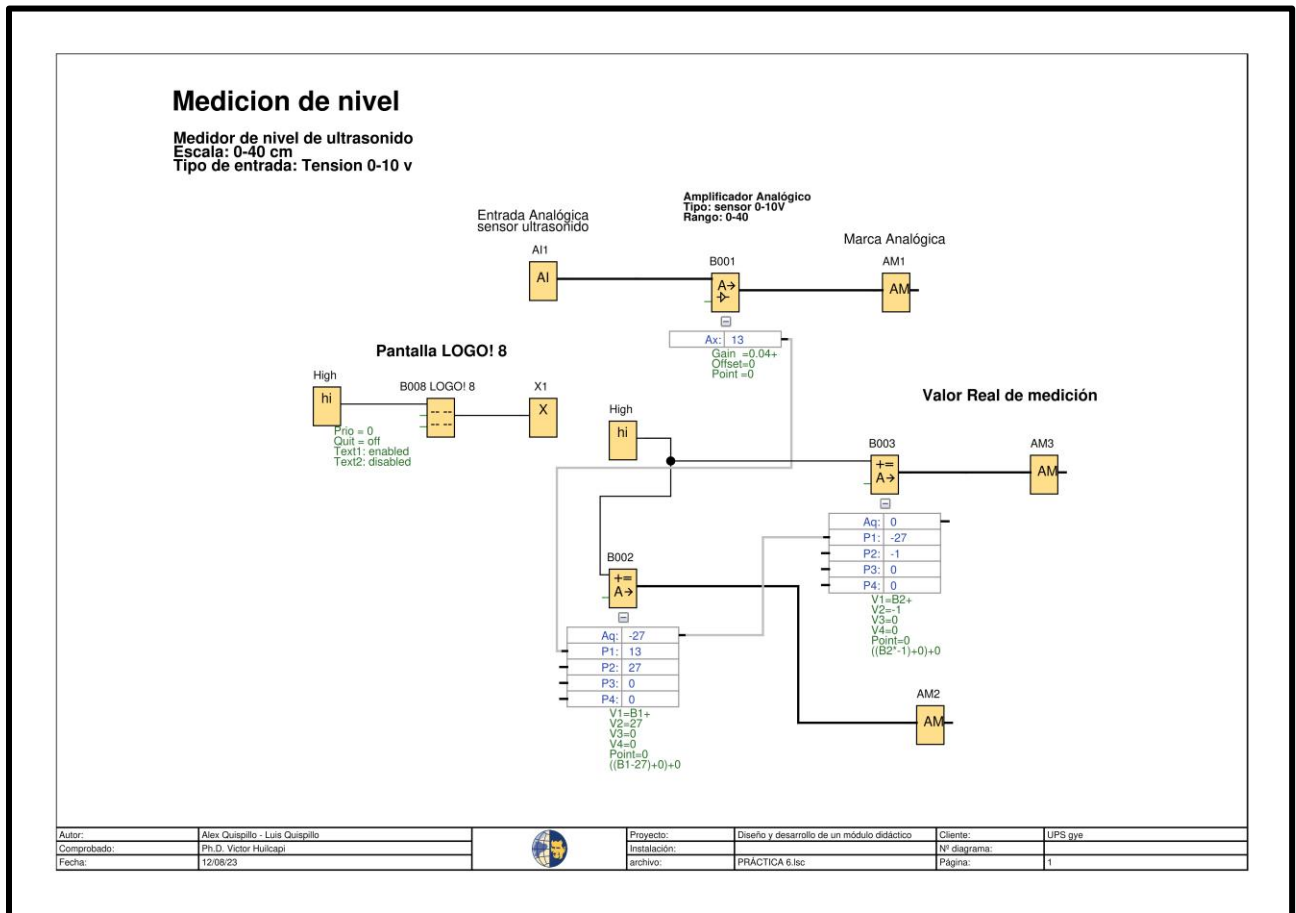 Medicion de nivel
Medidor de nivel de ultrasonido
Escala: 0-40 cm
Tipo de entrada: Tension 0-10 v
Amplificador Analógico
Tipo: sensor 0-10V
Rango: 0-40
Entrada Analógica
sensor ultrasonido
Marca Analógica
AI1
B001
AM1
AI
A→
AM
Ax: 13
Gain =0.04+
Offset=0
Point =0
Pantalla LOGO! 8
High
B008 LOGO! 8
X1
hi
X
Prio = 0
Quit = off
Text1: enabled
Text2: disabled
High
hi
Valor Real de medición
B003
AM3
+=
A→
AM
Aq: 0
P1: -27
P2: -1
P3: 0
P4: 0
V1=B2+
V2=-1
V3=0
V4=0
Point=0
((B2*-1)+0)+0
B002
+=
A→
Aq: -27
P1: 13
P2: 27
P3: 0
P4: 0
V1=B1+
V2=27
V3=0
V4=0
Point=0
((B1-27)+0)+0
AM2
AM
Autor: Alex Quispillo - Luis Quispillo Proyecto: Diseño y desarrollo de un módulo didáctico Cliente: UPS gye
Comprobado: Ph.D. Victor Huilcapi Instalación: Nº diagrama:
Fecha: 12/08/23 archivo: PRÁCTICA 6.lsc Página: 1